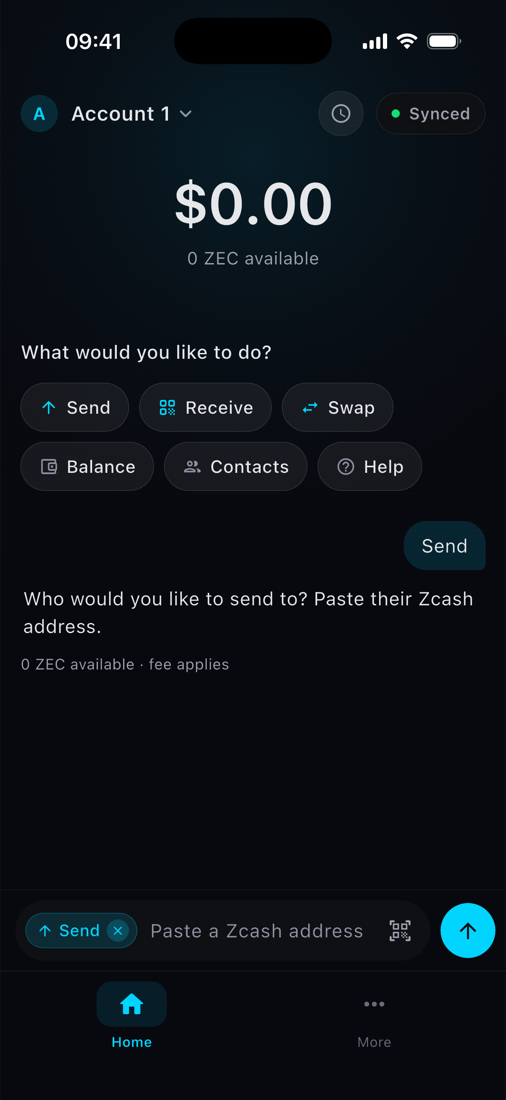 09:41
A Account 1
Synced
$0.00
0 ZEC available
What would you like to do?
Send Receive Swap
Balance Contacts Help
Send
Who would you like to send to? Paste their Zcash
address.
0 ZEC available · fee applies
Send Paste a Zcash address
Home More